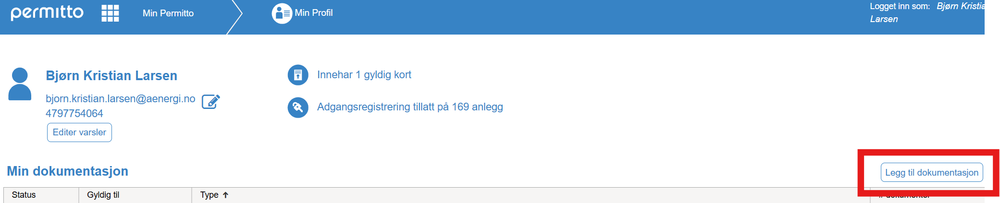 permitto
Min Permitto
Min Profil
Logget inn som: Bjørn Kristia
Larsen
Bjørn Kristian Larsen
bjorn.kristian.larsen@aenergi.no
4797754064
Editer varsler
Innehar 1 gyldig kort
Adgangsregistrering tillatt på 169 anlegg
Min dokumentasjon
Legg til dokumentasjon
Status Gyldig til Type # dokumenter